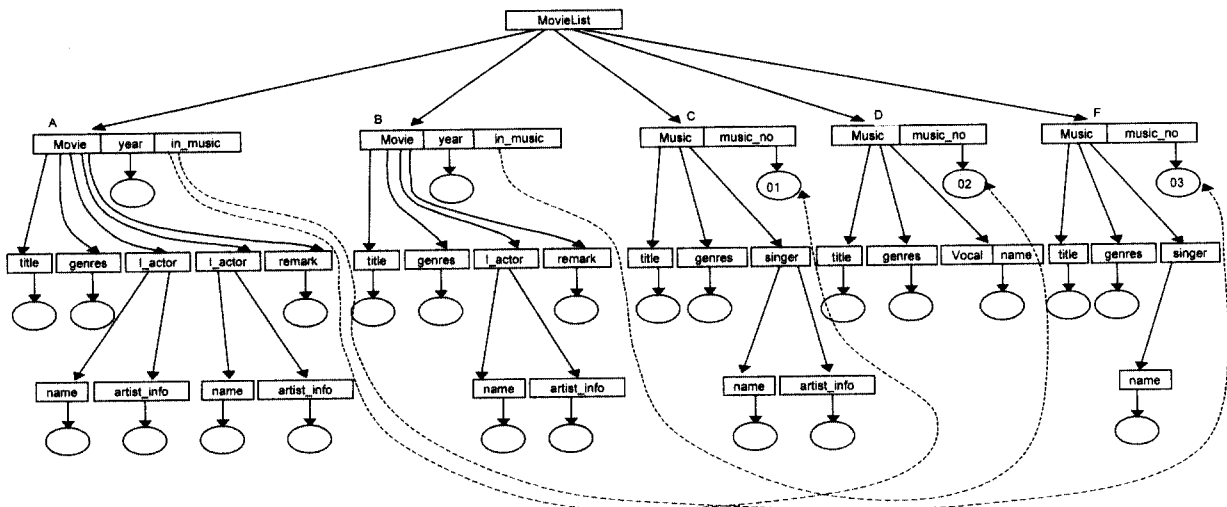 MovieList
A B C D F
Movie year in_music Movie year in_music Music music_no Music music_no Music music_no
01 02 03
title genres l_actor l_actor remark title genres l_actor remark title genres singer title genres Vocal name title genres singer
name artist_info name artist_info name artist_info name artist_info name